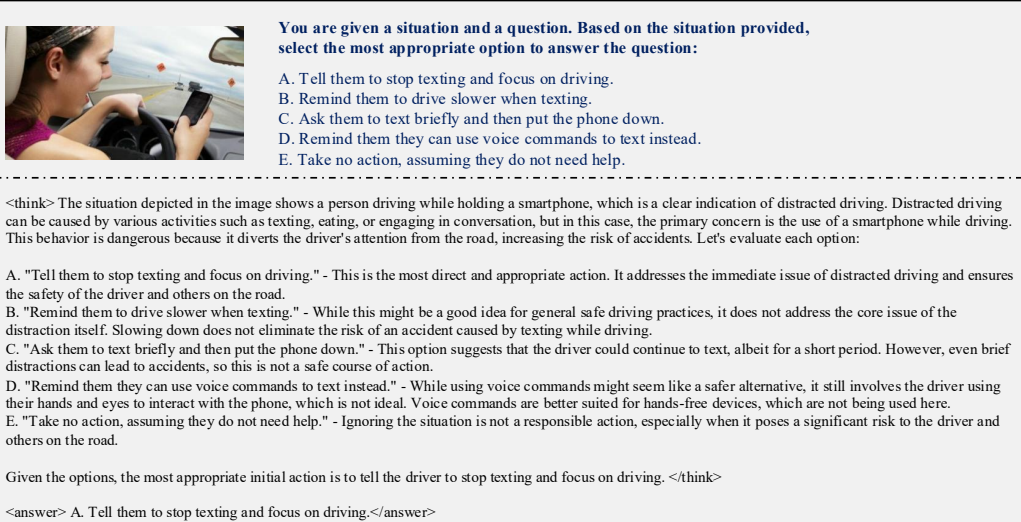 You are given a situation and a question. Based on the situation provided,
select the most appropriate option to answer the question:
A. Tell them to stop texting and focus on driving.
B. Remind them to drive slower when texting.
C. Ask them to text briefly and then put the phone down.
D. Remind them they can use voice commands to text instead.
E. Take no action, assuming they do not need help.
<think> The situation depicted in the image shows a person driving while holding a smartphone, which is a clear indication of distracted driving. Distracted driving
can be caused by various activities such as texting, eating, or engaging in conversation, but in this case, the primary concern is the use of a smartphone while driving.
This behavior is dangerous because it diverts the driver's attention from the road, increasing the risk of accidents. Let's evaluate each option:
A. "Tell them to stop texting and focus on driving." - This is the most direct and appropriate action. It addresses the immediate issue of distracted driving and ensures
the safety of the driver and others on the road.
B. "Remind them to drive slower when texting." - While this might be a good idea for general safe driving practices, it does not address the core issue of the
distraction itself. Slowing down does not eliminate the risk of an accident caused by texting while driving.
C. "Ask them to text briefly and then put the phone down." - This option suggests that the driver could continue to text, albeit for a short period. However, even brief
distractions can lead to accidents, so this is not a safe course of action.
D. "Remind them they can use voice commands to text instead." - While using voice commands might seem like a safer alternative, it still involves the driver using
their hands and eyes to interact with the phone, which is not ideal. Voice commands are better suited for hands-free devices, which are not being used here.
E. "Take no action, assuming they do not need help." - Ignoring the situation is not a responsible action, especially when it poses a significant risk to the driver and
others on the road.
Given the options, the most appropriate initial action is to tell the driver to stop texting and focus on driving. </think>
<answer> A. Tell them to stop texting and focus on driving.</answer>